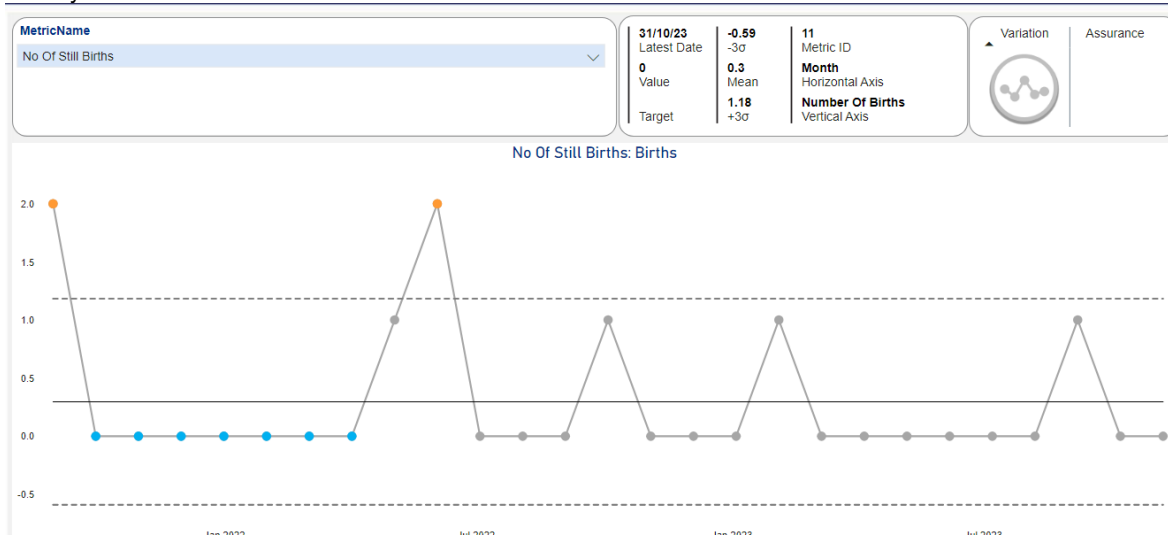 MetricName
No Of Still Births
31/10/23 -0.59 11
Latest Date -3σ Metric ID
0 0.3 Month
Value Mean Horizontal Axis
1.18 Number Of Births
Target +3σ Vertical Axis
Variation Assurance
No Of Still Births: Births
2.0
1.5
1.0
0.5
0.0
-0.5
Jan 2022 Jul 2022 Jan 2023 Jul 2023